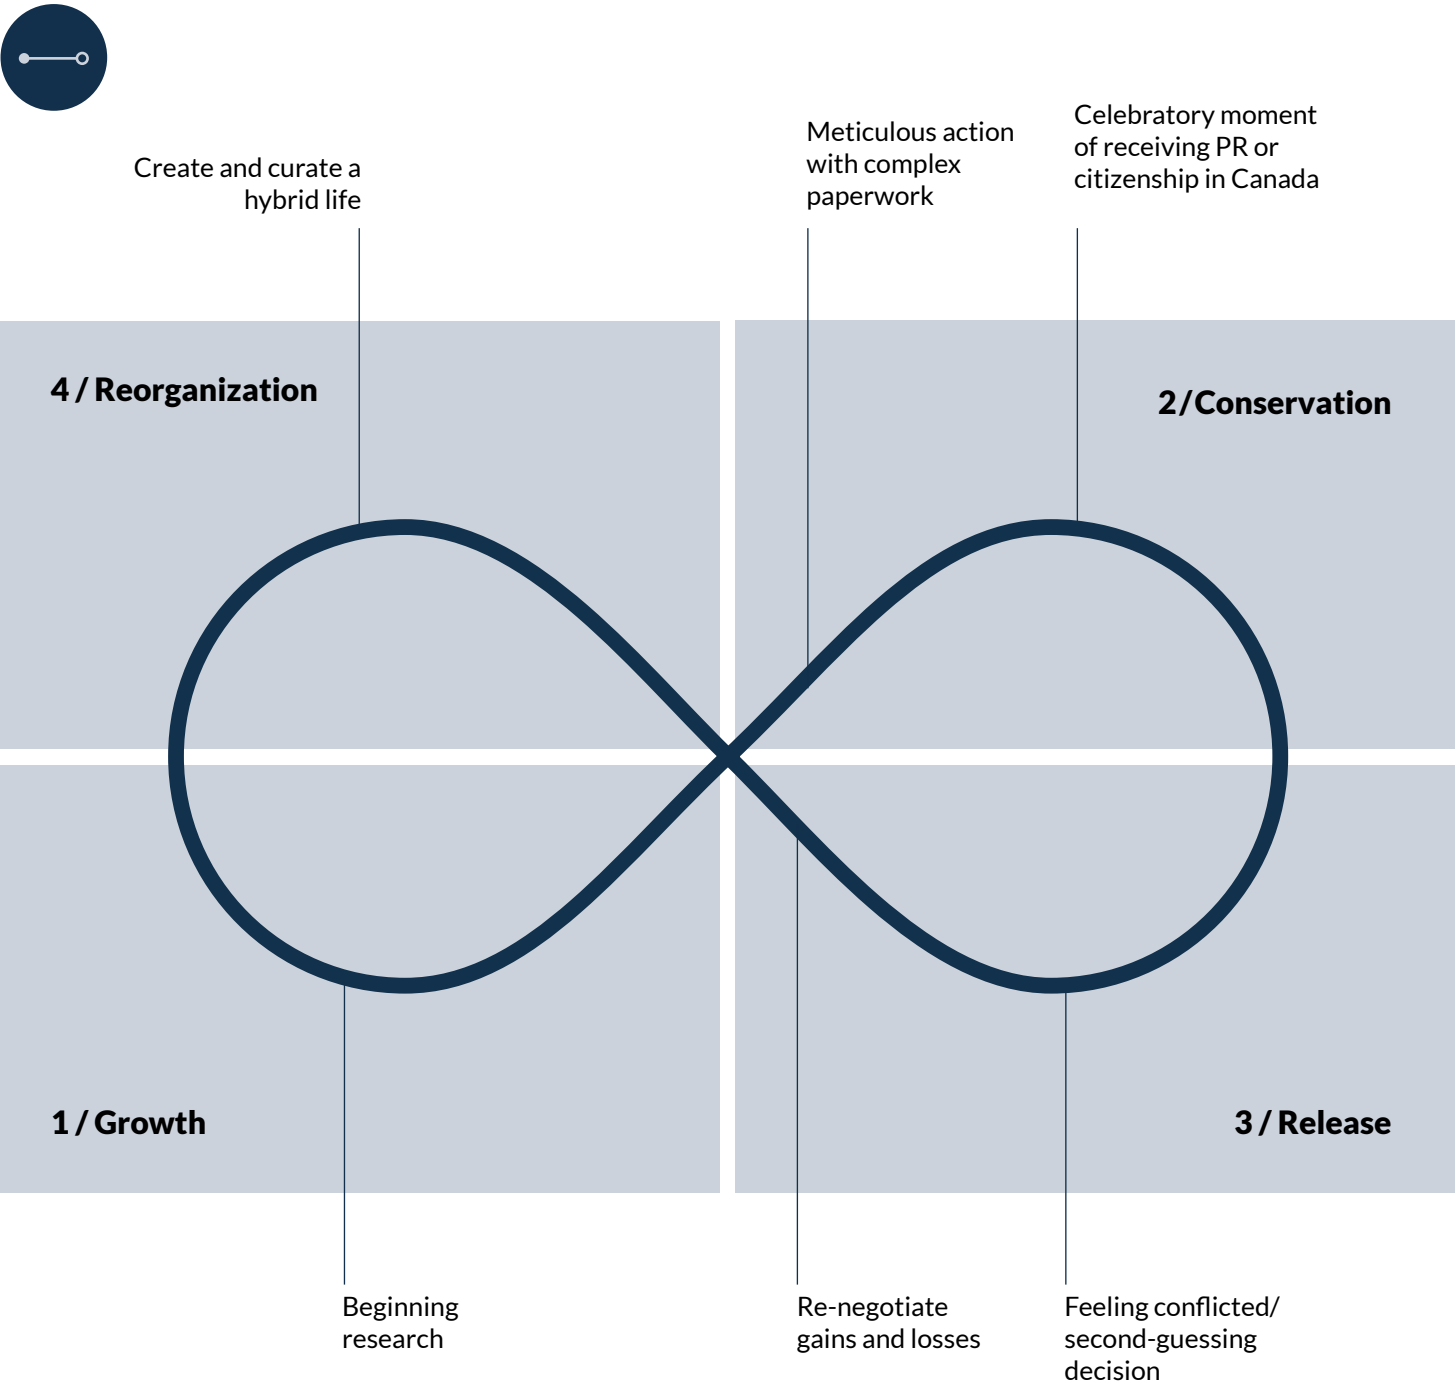 Create and curate a
hybrid life
Meticulous action
with complex
paperwork
Celebratory moment
of receiving PR or
citizenship in Canada
4 / Reorganization
2/Conservation
1 / Growth
3 / Release
Beginning
research
Re-negotiate
gains and losses
Feeling conflicted/
second-guessing
decision